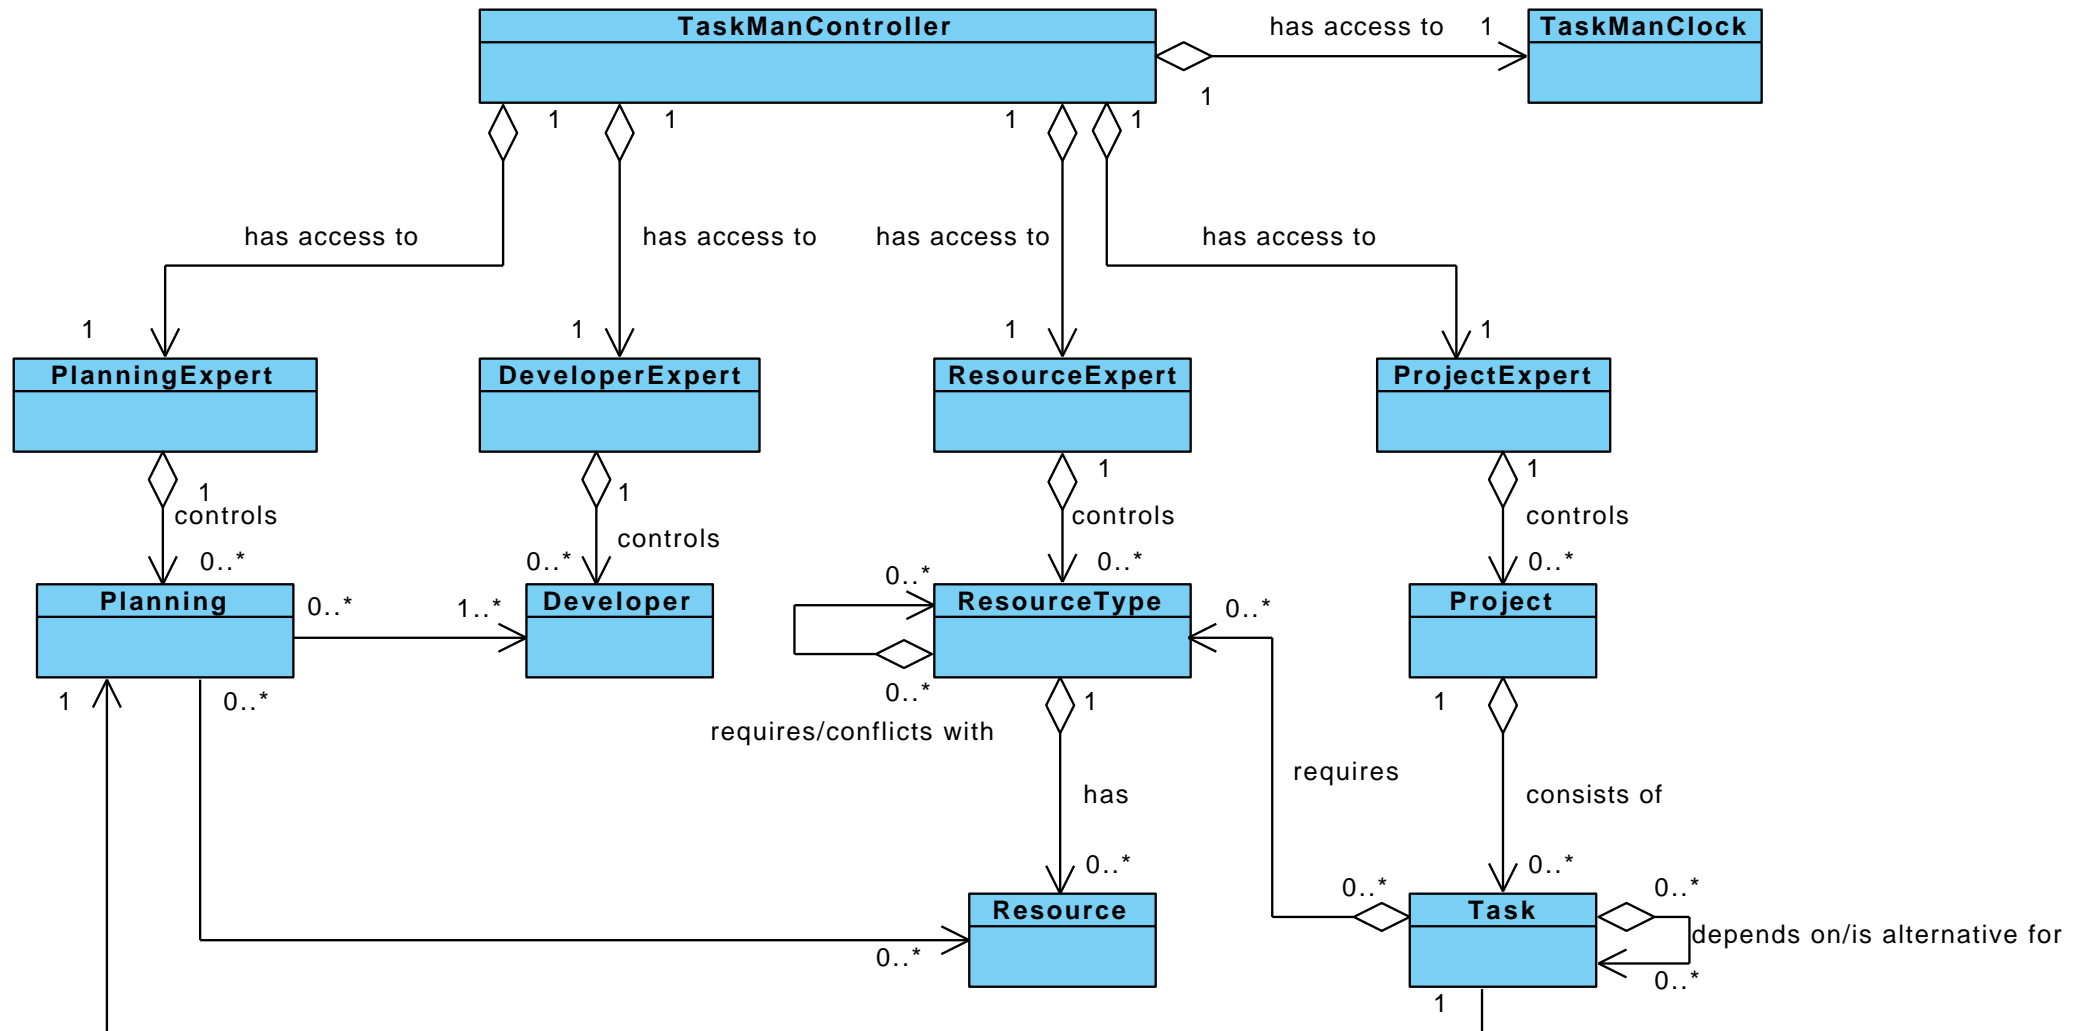 TaskManController
has access to
1
TaskManClock
1
1
1
1
1
has access to
has access to
has access to
has access to
1
1
1
1
PlanningExpert
DeveloperExpert
ResourceExpert
ProjectExpert
1
controls
1
controls
1
controls
1
controls
0..*
0..*
0..*
0..*
Planning
0..*
1..*
Developer
0..*
ResourceType
0..*
Project
1
0..*
0..*
requires/conflicts with
1
1
requires
has
consists of
0..*
0..*
0..*
0..*
Resource
Task
depends on/is alternative for
0..*
0..*
1